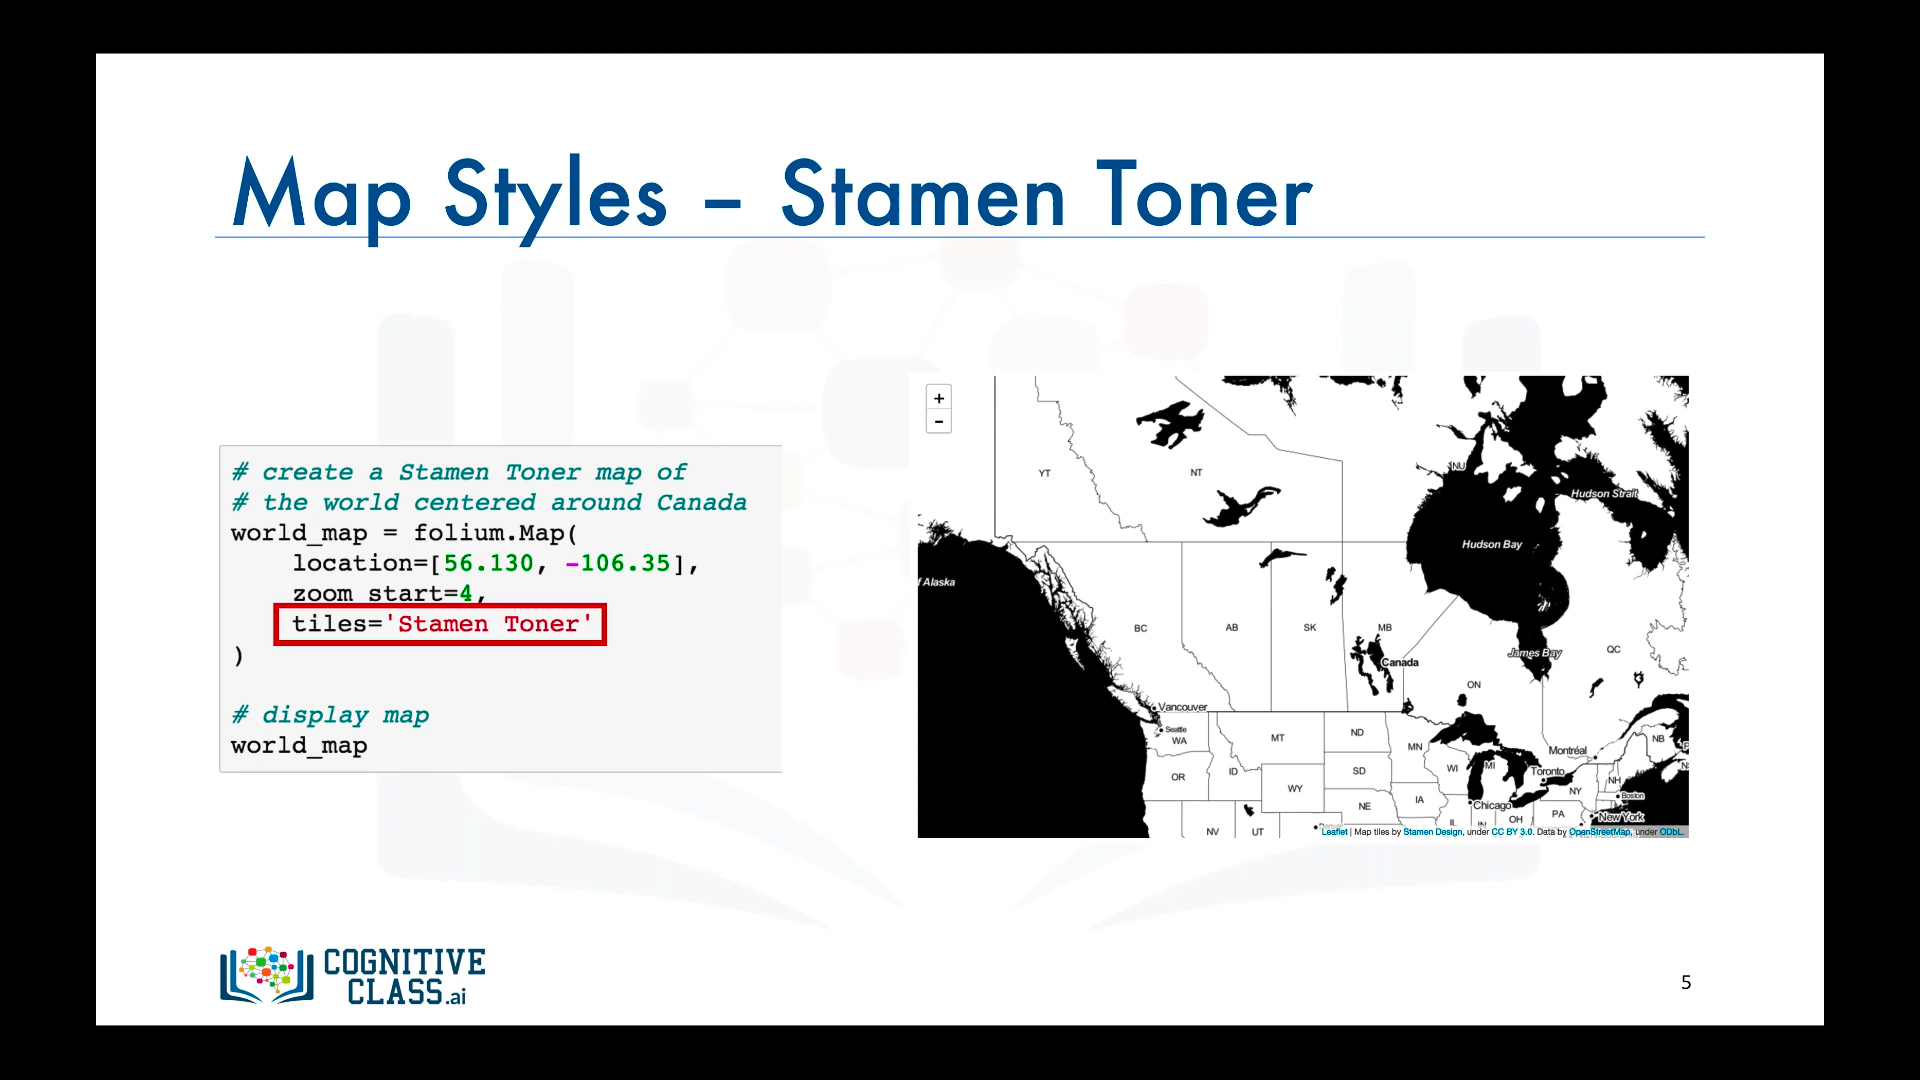 Map Styles – Stamen Toner
# create a Stamen Toner map of
# the world centered around Canada
world_map = folium.Map(
    location=[56.130, -106.35],
    zoom_start=4,
    tiles='Stamen Toner'
)
# display map
world_map
+
-
YT
NT
NU
Hudson Strait
Hudson Bay
f Alaska
BC
AB
SK
MB
Canada
James Bay
QC
ON
Vancouver
Seattle
WA
MT
ND
MN
Montréal
NB
OR
ID
SD
WI
MI
Toronto
NH
WY
NE
IA
Chicago
NY
Boston
NV
UT
IL
IN
OH
PA
New York
Leaflet | Map tiles by Stamen Design, under CC BY 3.0. Data by OpenStreetMap, under ODbL.
COGNITIVE
CLASS.ai
5